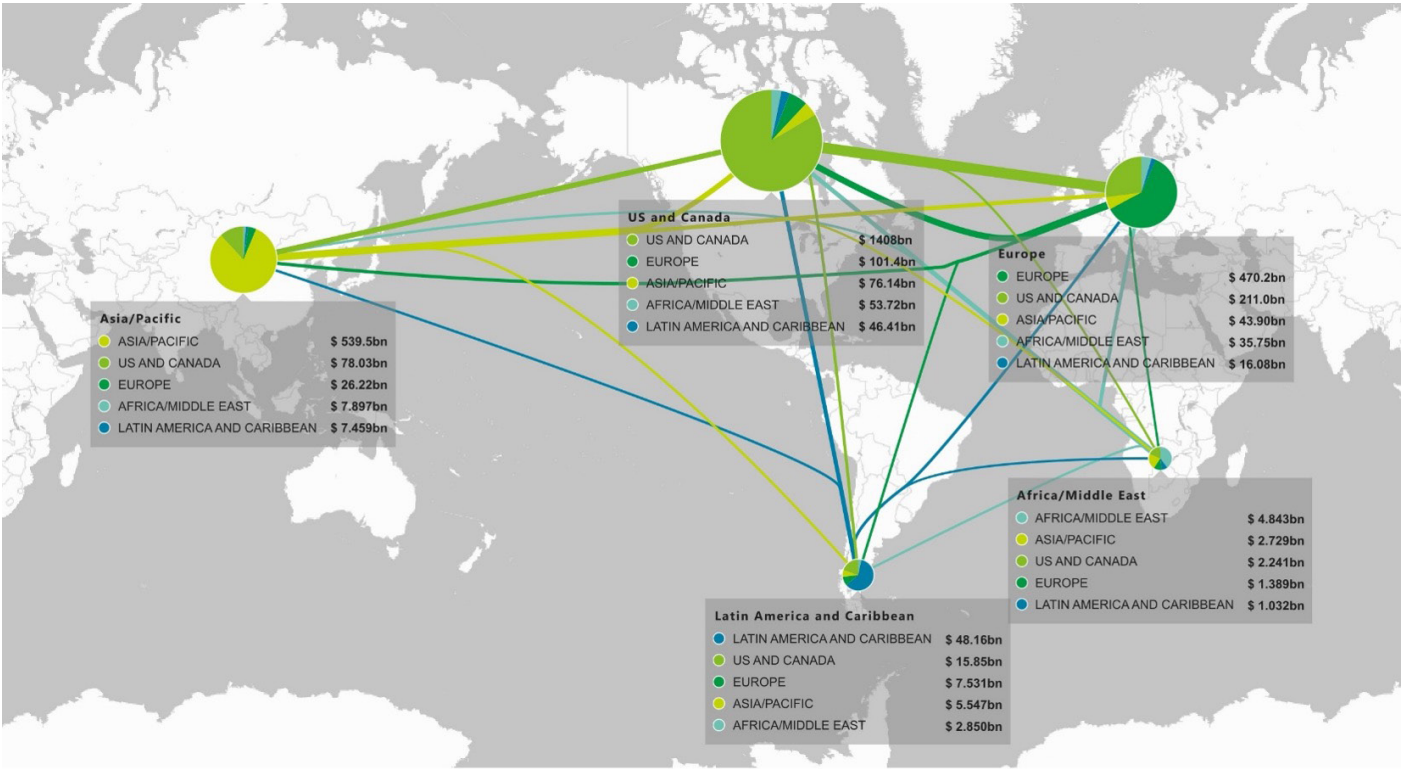 US and Canada
US AND CANADA $ 1408bn
EUROPE $ 101.4bn
ASIA/PACIFIC $ 76.14bn
AFRICA/MIDDLE EAST $ 53.72bn
LATIN AMERICA AND CARIBBEAN $ 46.41bn
Europe
EUROPE $ 470.2bn
US AND CANADA $ 211.0bn
ASIA/PACIFIC $ 43.90bn
AFRICA/MIDDLE EAST $ 35.75bn
LATIN AMERICA AND CARIBBEAN $ 16.08bn
Asia/Pacific
ASIA/PACIFIC $ 539.5bn
US AND CANADA $ 78.03bn
EUROPE $ 26.22bn
AFRICA/MIDDLE EAST $ 7.897bn
LATIN AMERICA AND CARIBBEAN $ 7.459bn
Africa/Middle East
AFRICA/MIDDLE EAST $ 4.843bn
ASIA/PACIFIC $ 2.729bn
US AND CANADA $ 2.241bn
EUROPE $ 1.389bn
LATIN AMERICA AND CARIBBEAN $ 1.032bn
Latin America and Caribbean
LATIN AMERICA AND CARIBBEAN $ 48.16bn
US AND CANADA $ 15.85bn
EUROPE $ 7.531bn
ASIA/PACIFIC $ 5.547bn
AFRICA/MIDDLE EAST $ 2.850bn